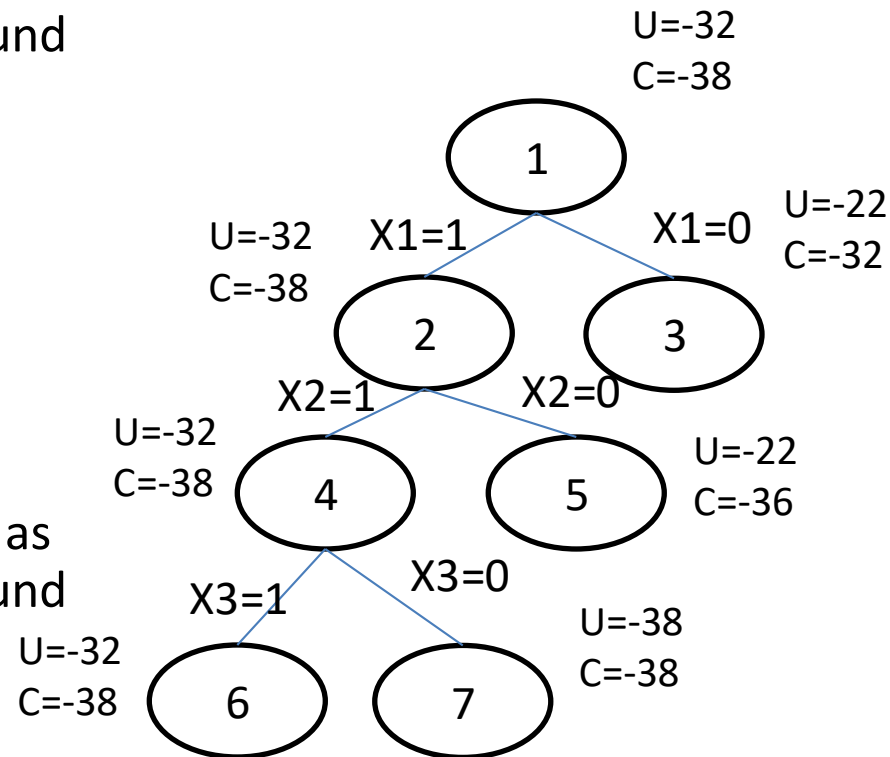 und
U=-32
C=-38
1
U=-22
C=-32
X1=1
X1=0
U=-32
C=-38
2
3
X2=1
X2=0
U=-32
C=-38
4
5
U=-22
C=-36
as
und
X3=1
X3=0
U=-32
C=-38
6
7
U=-38
C=-38